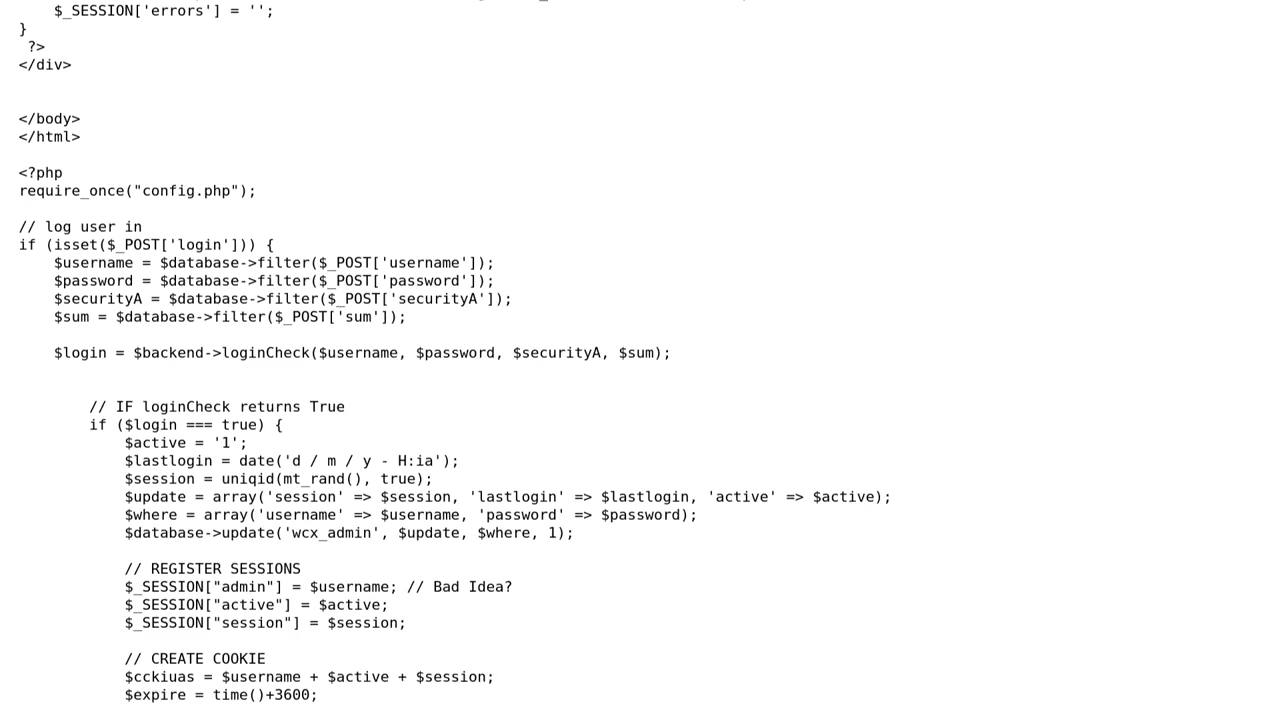 $_SESSION['errors'] = '';
}
 ?>
</div>
</body>
</html>
<?php
require_once("config.php");
// log user in
if (isset($_POST['login'])) {
    $username = $database->filter($_POST['username']);
    $password = $database->filter($_POST['password']);
    $securityA = $database->filter($_POST['securityA']);
    $sum = $database->filter($_POST['sum']);
    $login = $backend->loginCheck($username, $password, $securityA, $sum);
        // IF loginCheck returns True
        if ($login === true) {
            $active = '1';
            $lastlogin = date('d / m / y - H:ia');
            $session = uniqid(mt_rand(), true);
            $update = array('session' => $session, 'lastlogin' => $lastlogin, 'active' => $active);
            $where = array('username' => $username, 'password' => $password);
            $database->update('wcx_admin', $update, $where, 1);
            // REGISTER SESSIONS
            $_SESSION["admin"] = $username; // Bad Idea?
            $_SESSION["active"] = $active;
            $_SESSION["session"] = $session;
            // CREATE COOKIE
            $cckiuas = $username + $active + $session;
            $expire = time()+3600;